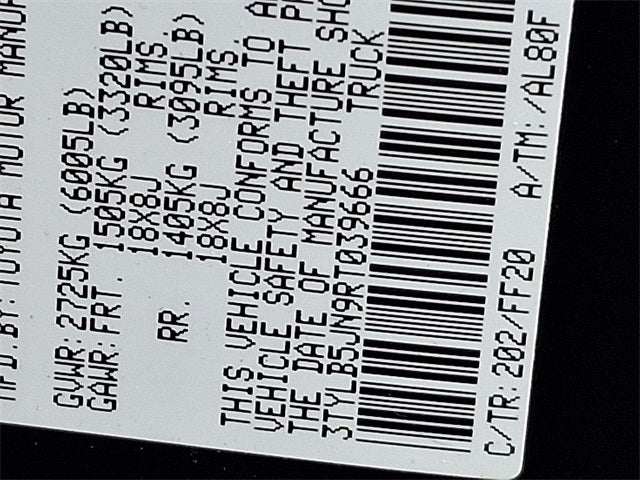 MFD.BY:TOYOTA MOTOR MANUF
GVWR:2725KG (6005LB)
GAWR:FRT. 1505KG (3320LB)
18X8J RIMS,
RR. 1405KG (3095LB)
18X8J RIMS,
THIS VEHICLE CONFORMS TO A
VEHICLE SAFETY AND THEFT P
THE DATE OF MANUFACTURE SHO
3TYLB5JN9RT039666 TRUCK
C/TR:202/FF20 A/TM:/AL80F